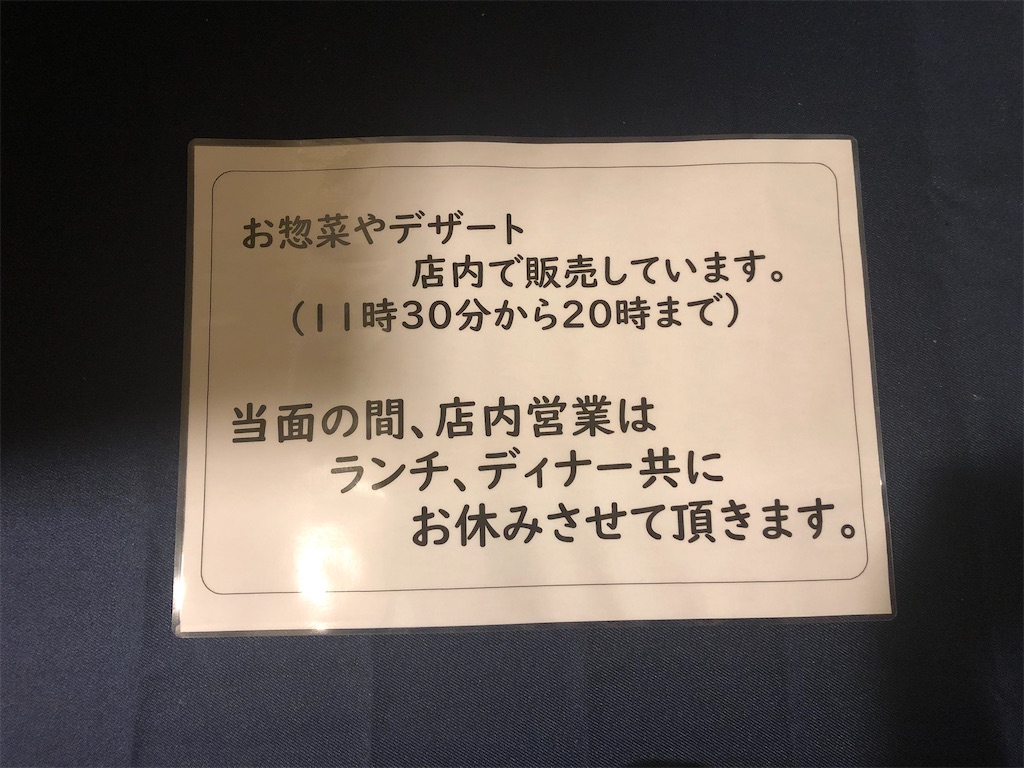 お惣菜やデザート
店内で販売しています。
（11時30分から20時まで）
当面の間、店内営業は
ランチ、ディナー共に
お休みさせて頂きます。